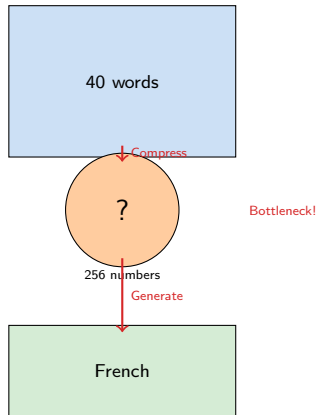 40 words
Compress
?
Bottleneck!
256 numbers
Generate
French